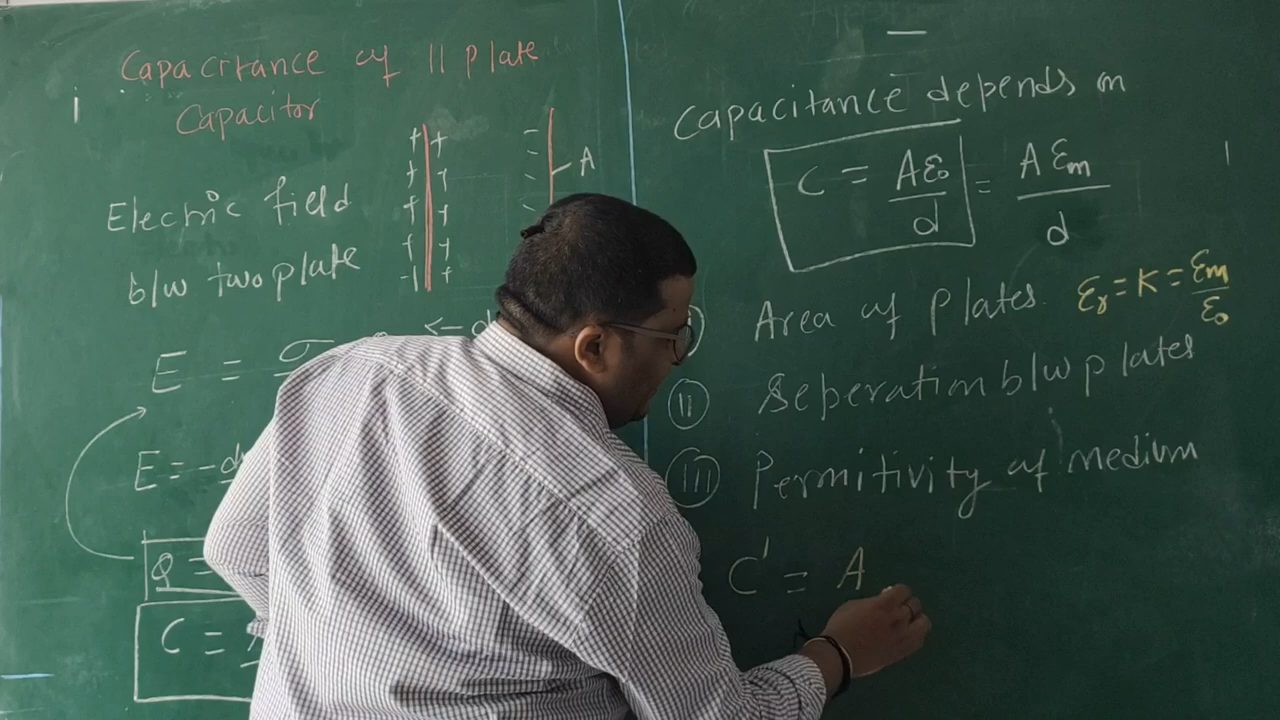 Capacitance of || plate
Capacitor
+ +
+ +
+ +
+ +
+ +
A
Electric field
b/w two plate
<- d
E = σ
E = -d
Q =
C =
Capacitance depends on
C = Aε₀/d = Aεm/d
Area of Plates
εr = K = εm/ε₀
(ii) Seperation b/w plates
(iii) Permitivity of medium
C' = A